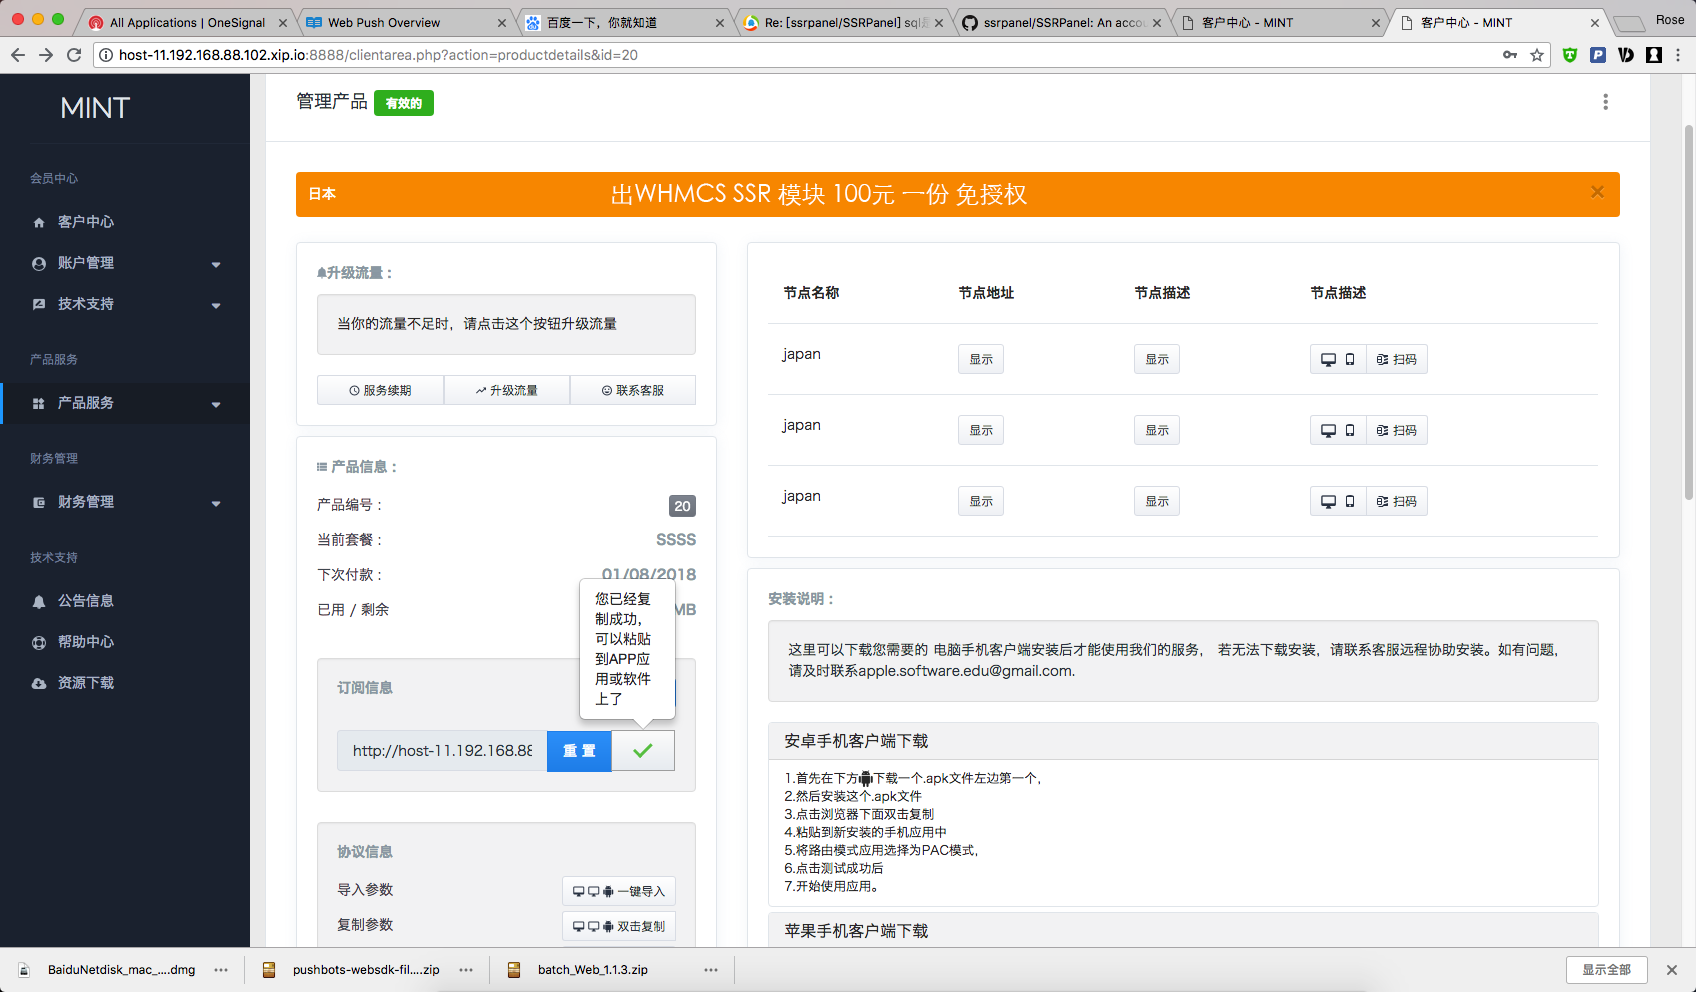 All Applications | OneSignal
Web Push Overview
百度一下，你就知道
Re: [ssrpanel/SSRPanel] sql是
ssrpanel/SSRPanel: An accou
客户中心 - MINT
客户中心 - MINT
Rose
host-11.192.168.88.102.xip.io:8888/clientarea.php?action=productdetails&id=20
MINT
会员中心
客户中心
账户管理
技术支持
产品服务
产品服务
财务管理
财务管理
技术支持
公告信息
帮助中心
资源下载
管理产品 有效的
日本 出WHMCS SSR 模块 100元 一份 免授权 ×
升级流量：
当你的流量不足时，请点击这个按钮升级流量
服务续期 升级流量 联系客服
产品信息：
产品编号： 20
当前套餐： SSSS
下次付款： 01/08/2018
已用 / 剩余 MB
您已经复
制成功，
可以粘贴
到APP应
用或软件
上了
订阅信息
http://host-11.192.168.88 重 置
协议信息
导入参数 一键导入
复制参数 双击复制
节点名称 节点地址 节点描述 节点描述
japan 显示 显示 扫码
japan 显示 显示 扫码
japan 显示 显示 扫码
安装说明：
这里可以下载您需要的 电脑手机客户端安装后才能使用我们的服务， 若无法下载安装，请联系客服远程协助安装。如有问题，
请及时联系apple.software.edu@gmail.com.
安卓手机客户端下载
1.首先在下方下载一个.apk文件左边第一个，
2.然后安装这个.apk文件
3.点击浏览器下面双击复制
4.粘贴到新安装的手机应用中
5.将路由模式应用选择为PAC模式，
6.点击测试成功后
7.开始使用应用。
苹果手机客户端下载
BaiduNetdisk_mac_....dmg
pushbots-websdk-fil....zip
batch_Web_1.1.3.zip
显示全部